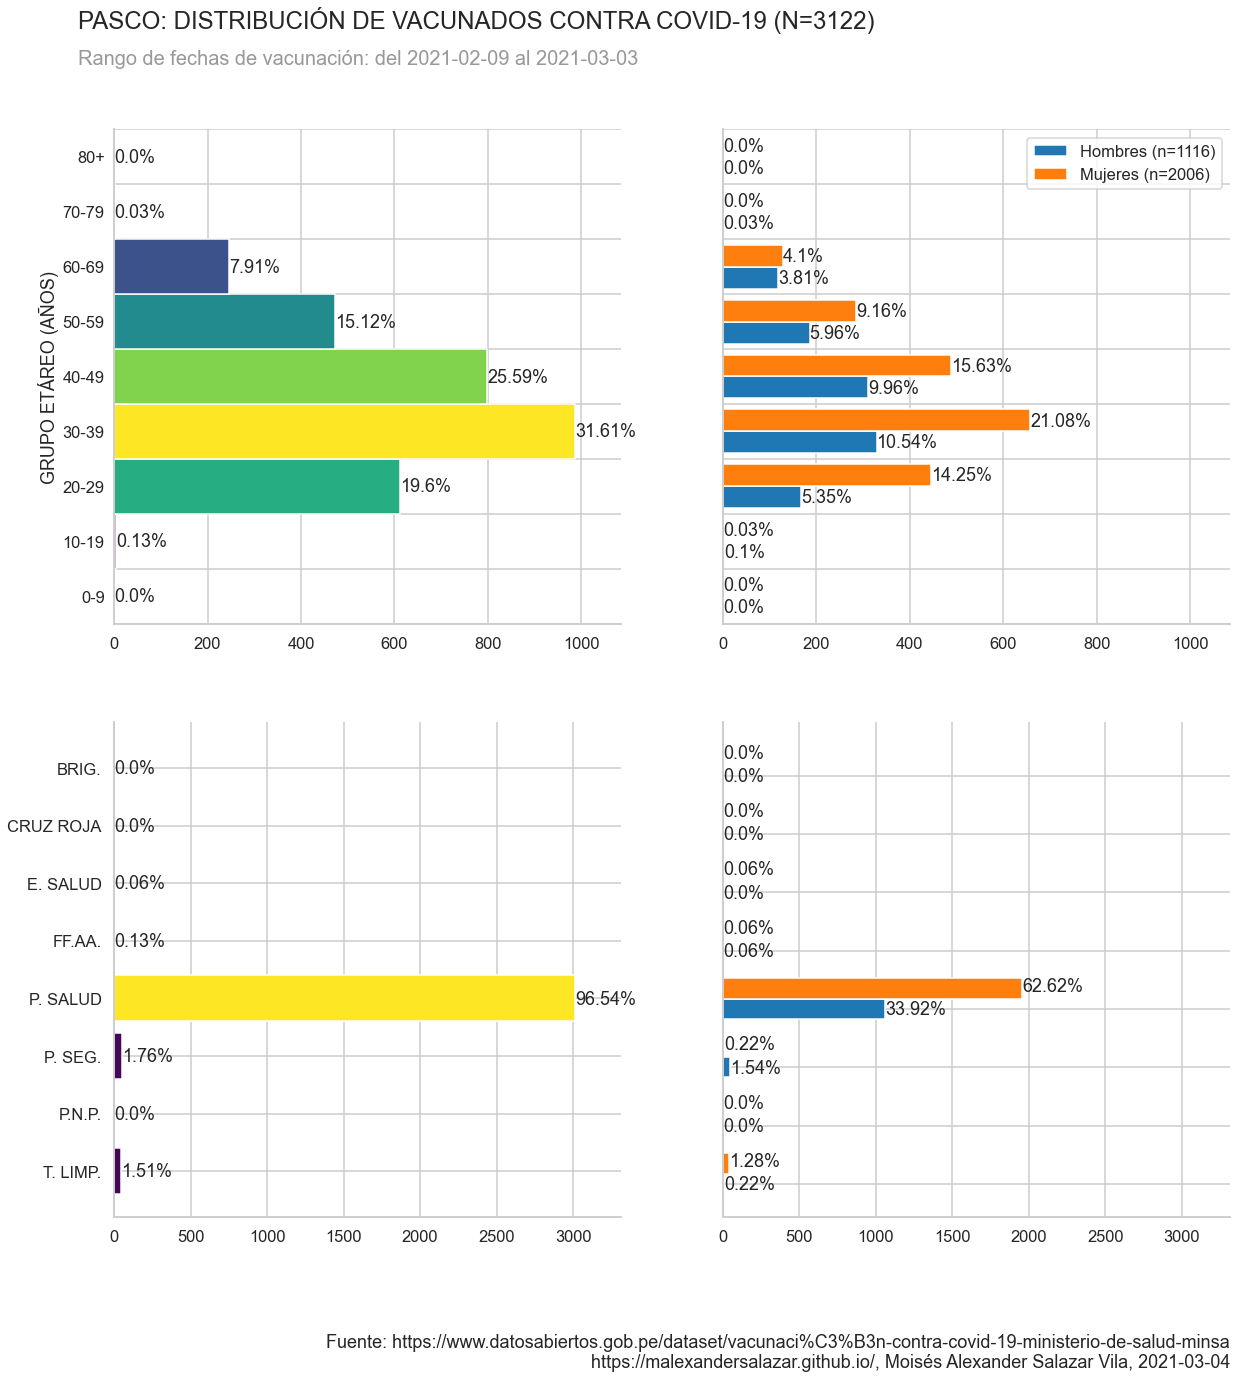 PASCO: DISTRIBUCIÓN DE VACUNADOS CONTRA COVID-19 (N=3122)
Rango de fechas de vacunación: del 2021-02-09 al 2021-03-03
GRUPO ETÁREO (AÑOS)
80+ 0.0%
70-79 0.03%
60-69 7.91%
50-59 15.12%
40-49 25.59%
30-39 31.61%
20-29 19.6%
10-19 0.13%
0-9 0.0%
0 200 400 600 800 1000
Hombres (n=1116)
Mujeres (n=2006)
0.0%
0.0%
0.0%
0.03%
4.1%
3.81%
9.16%
5.96%
15.63%
9.96%
21.08%
10.54%
14.25%
5.35%
0.03%
0.1%
0.0%
0.0%
0 200 400 600 800 1000
BRIG. 0.0%
CRUZ ROJA 0.0%
E. SALUD 0.06%
FF.AA. 0.13%
P. SALUD 96.54%
P. SEG. 1.76%
P.N.P. 0.0%
T. LIMP. 1.51%
0 500 1000 1500 2000 2500 3000
0.0%
0.0%
0.0%
0.0%
0.06%
0.0%
0.06%
0.06%
62.62%
33.92%
0.22%
1.54%
0.0%
0.0%
1.28%
0.22%
0 500 1000 1500 2000 2500 3000
Fuente: https://www.datosabiertos.gob.pe/dataset/vacunaci%C3%B3n-contra-covid-19-ministerio-de-salud-minsa
https://malexandersalazar.github.io/, Moisés Alexander Salazar Vila, 2021-03-04